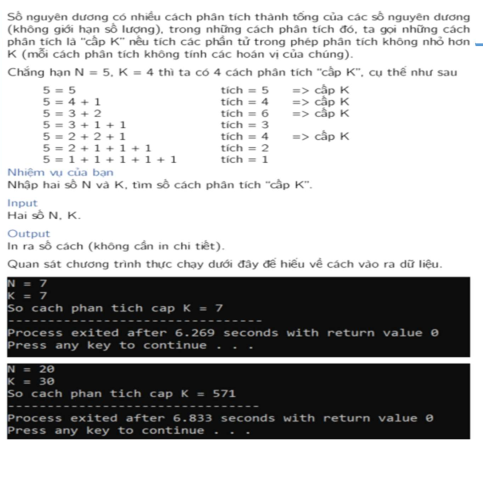 Số nguyên dương có nhiều cách phân tích thành tổng của các số nguyên dương
(không giới hạn số lượng), trong những cách phân tích đó, ta gọi những cách
phân tích là "cấp K" nếu tích các phần tử trong phép phân tích không nhỏ hơn
K (mỗi cách phân tích không tính các hoán vị của chúng).
Chẳng hạn N = 5, K = 4 thì ta có 4 cách phân tích "cấp K", cụ thể như sau
5 = 5 tích = 5 => cấp K
5 = 4 + 1 tích = 4 => cấp K
5 = 3 + 2 tích = 6 => cấp K
5 = 3 + 1 + 1 tích = 3
5 = 2 + 2 + 1 tích = 4 => cấp K
5 = 2 + 1 + 1 + 1 tích = 2
5 = 1 + 1 + 1 + 1 + 1 tích = 1
Nhiệm vụ của bạn
Nhập hai số N và K, tìm số cách phân tích "cấp K".
Input
Hai số N, K.
Output
In ra số cách (không cần in chi tiết).
Quan sát chương trình thực chạy dưới đây để hiểu về cách vào ra dữ liệu.
N = 7
K = 7
So cach phan tich cap K = 7
--------------------------------
Process exited after 6.269 seconds with return value 0
Press any key to continue . . .
N = 20
K = 30
So cach phan tich cap K = 571
--------------------------------
Process exited after 6.833 seconds with return value 0
Press any key to continue . . .